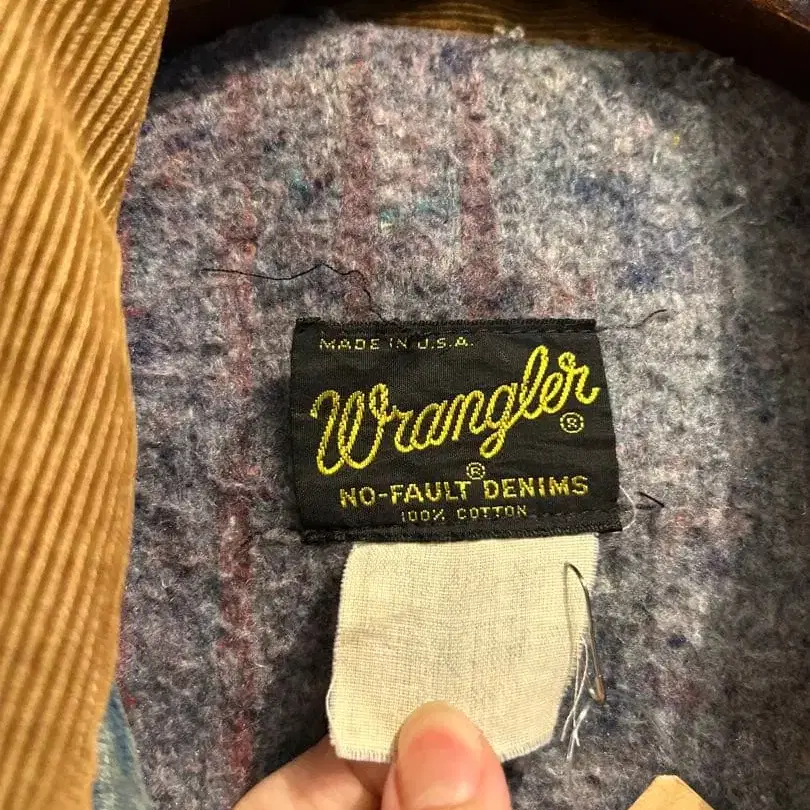 MADE IN U.S.A.
Wrangler®
®
NO-FAULT DENIMS
100% COTTON